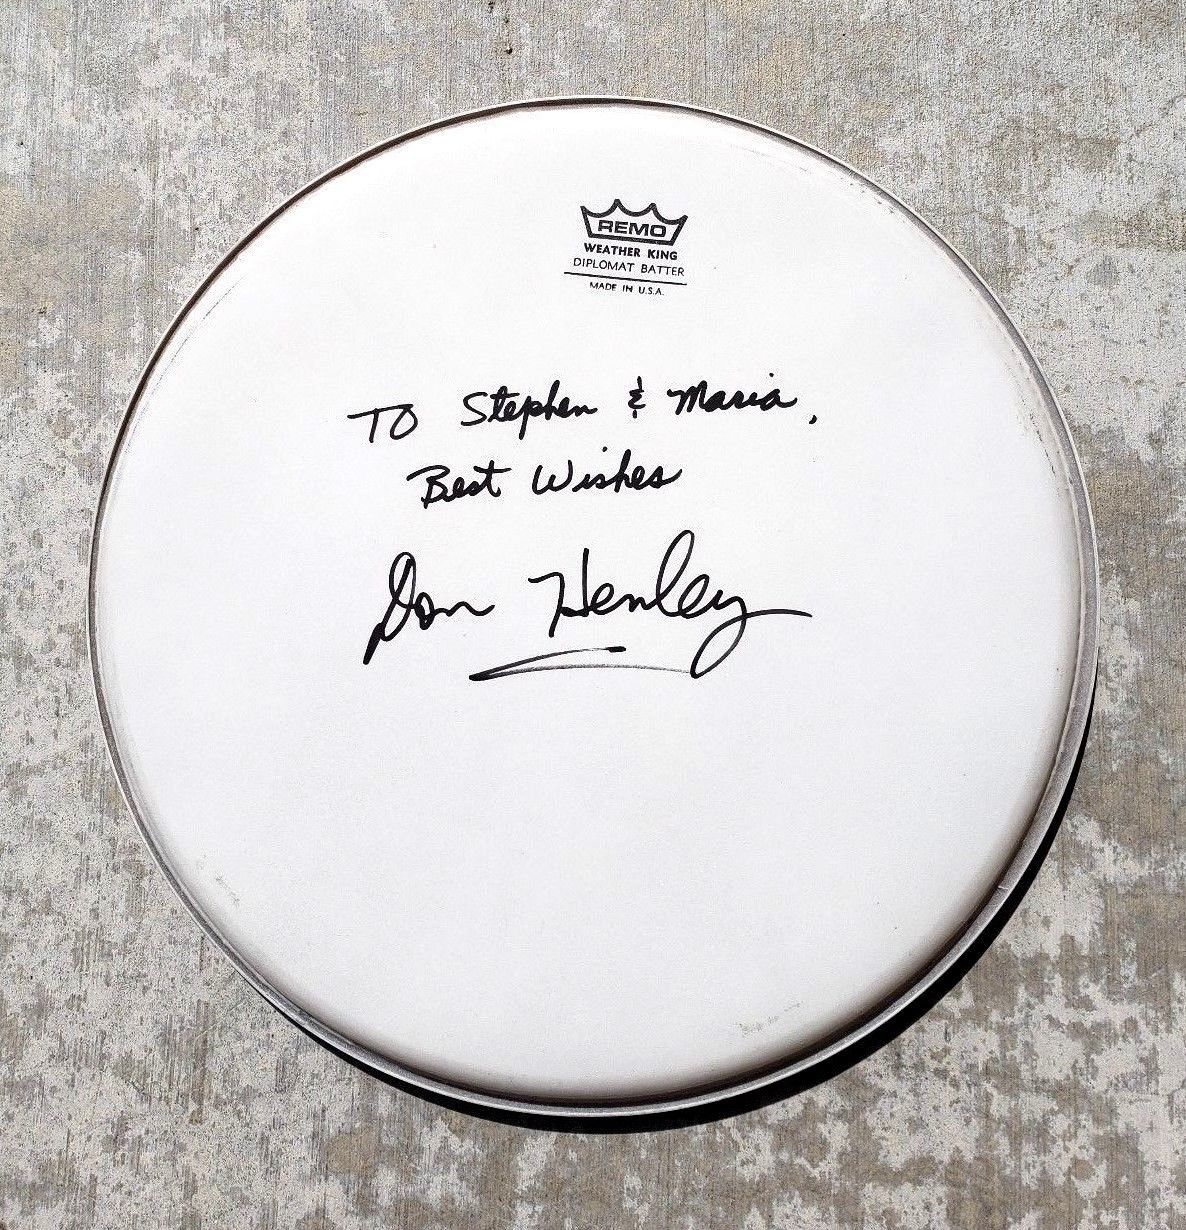 REMO
WEATHER KING
DIPLOMAT BATTER
MADE IN U.S.A.
To Stephen & Maria,
Best Wishes
Don Henley